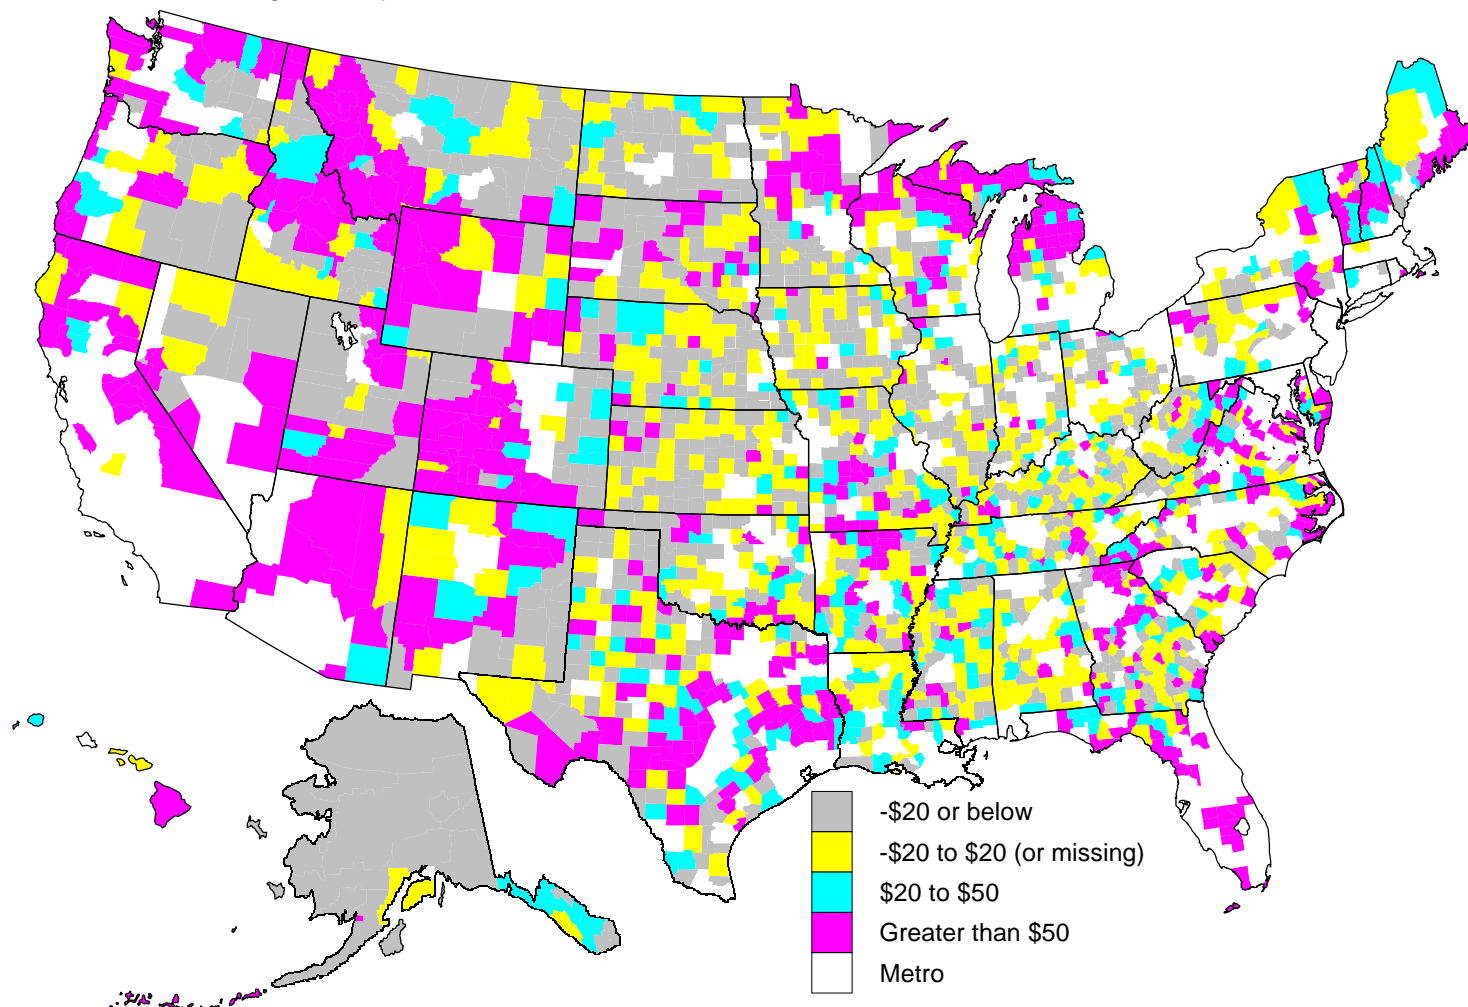 -$20 or below
-$20 to $20 (or missing)
$20 to $50
Greater than $50
Metro